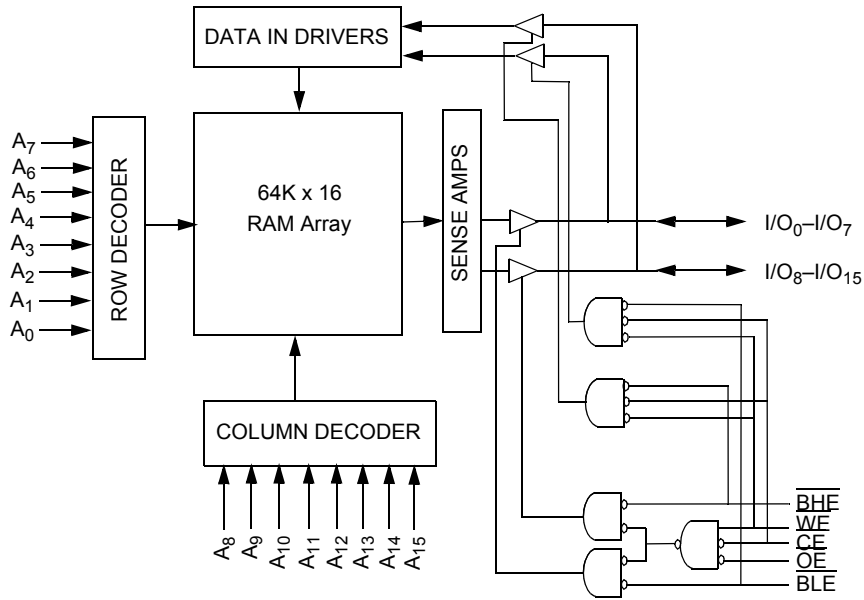 DATA IN DRIVERS
A7
A6
A5
A4
A3
A2
A1
A0
ROW DECODER
64K x 16
RAM Array
SENSE AMPS
I/O0–I/O7
I/O8–I/O15
COLUMN DECODER
A8
A9
A10
A11
A12
A13
A14
A15
BHE
WE
CE
OE
BLE